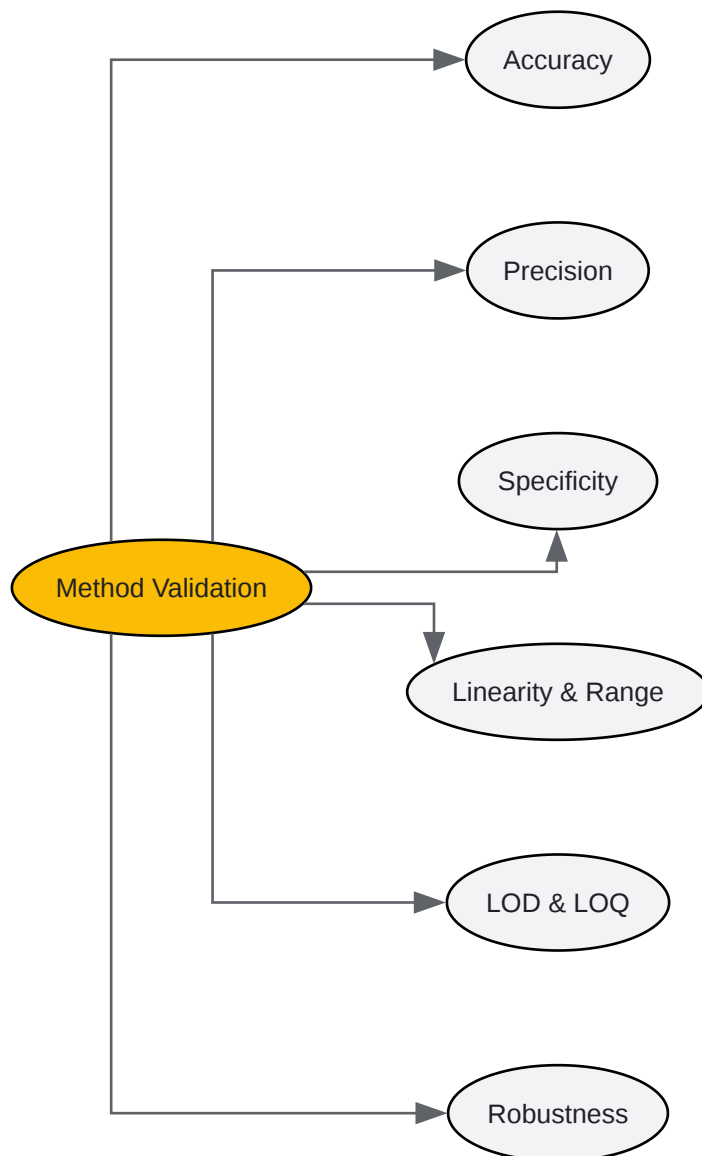 Accuracy
Precision
Specificity
Method Validation
Linearity & Range
LOD & LOQ
Robustness